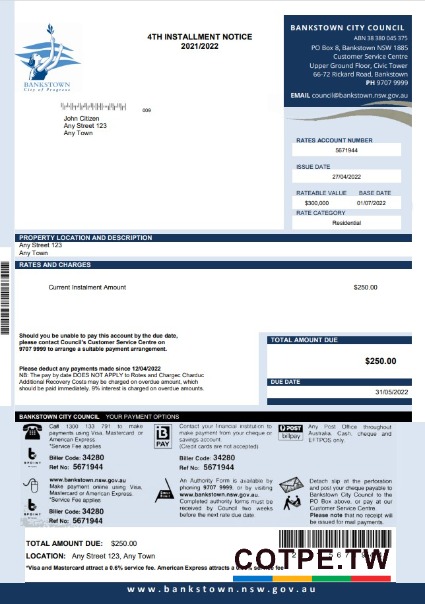 4TH INSTALLMENT NOTICE
2021/2022
BANKSTOWN
City of Progress
BANKSTOWN CITY COUNCIL
ABN 38 380 045 375
PO Box 8, Bankstown NSW 1885
Customer Service Centre
Upper Ground Floor, Civic Tower
66-72 Rickard Road, Bankstown
PH 9707 9999
EMAIL council@bankstown.nsw.gov.au
009
John Citizen
Any Street 123
Any Town
RATES ACCOUNT NUMBER
5671944
ISSUE DATE
27/04/2022
RATEABLE VALUE BASE DATE
$300,000 01/07/2022
RATE CATEGORY
Residential
PROPERTY LOCATION AND DESCRIPTION
Any Street 123
Any Town
RATES AND CHARGES
Current Instalment Amount $250.00
Should you be unable to pay this account by the due date,
please contact Council's Customer Service Centre on
9707 9999 to arrange a suitable payment arrangement.
Please deduct any payments made since 12/04/2022
NB: The pay by date DOES NOT APPLY to Rates and Charges
Additional Recovery Costs may be charged on overdue amount, which
should be paid immediately. 9% interest is charged on overdue amounts.
TOTAL AMOUNT DUE
$250.00
DUE DATE
31/05/2022
BANKSTOWN CITY COUNCIL YOUR PAYMENT OPTIONS
Call 1300 133 791 to make
payments using Visa, Mastercard or
American Express
*Service Fee applies
Biller Code: 34280
Ref No: 5671944
BPOINT
www.bankstown.nsw.gov.au.
Make payment online using Visa,
Mastercard or American Express.
*Service Fee applies
Biller Code: 34280
Ref No: 5671944
BPOINT
B
PAY
Contact your financial institution to
make payment from your cheque or
savings account.
(Credit cards are not accepted)
Biller Code: 34280
Ref No: 5671944
An Authority Form is available by
phoning 9707 9999, or by visiting
www.bankstown.nsw.gov.au.
Completed authority forms must be
received by Council two weeks
before the next rate due date.
POST
billpay
Any Post Office throughout
Australia. Cash, cheque and
EFTPOS only.
Detach slip at the perforation
and post your cheque payable to
Bankstown City Council to the
PO Box above, or pay at our
Customer Service Centre.
Please note that no receipt will
be issued for mail payments.
TOTAL AMOUNT DUE: $250.00
LOCATION: Any Street 123, Any Town
*Visa and Mastercard attract a 0.6% service fee. American Express attracts a service fee
COTPE.TW
www.bankstown.nsw.gov.au